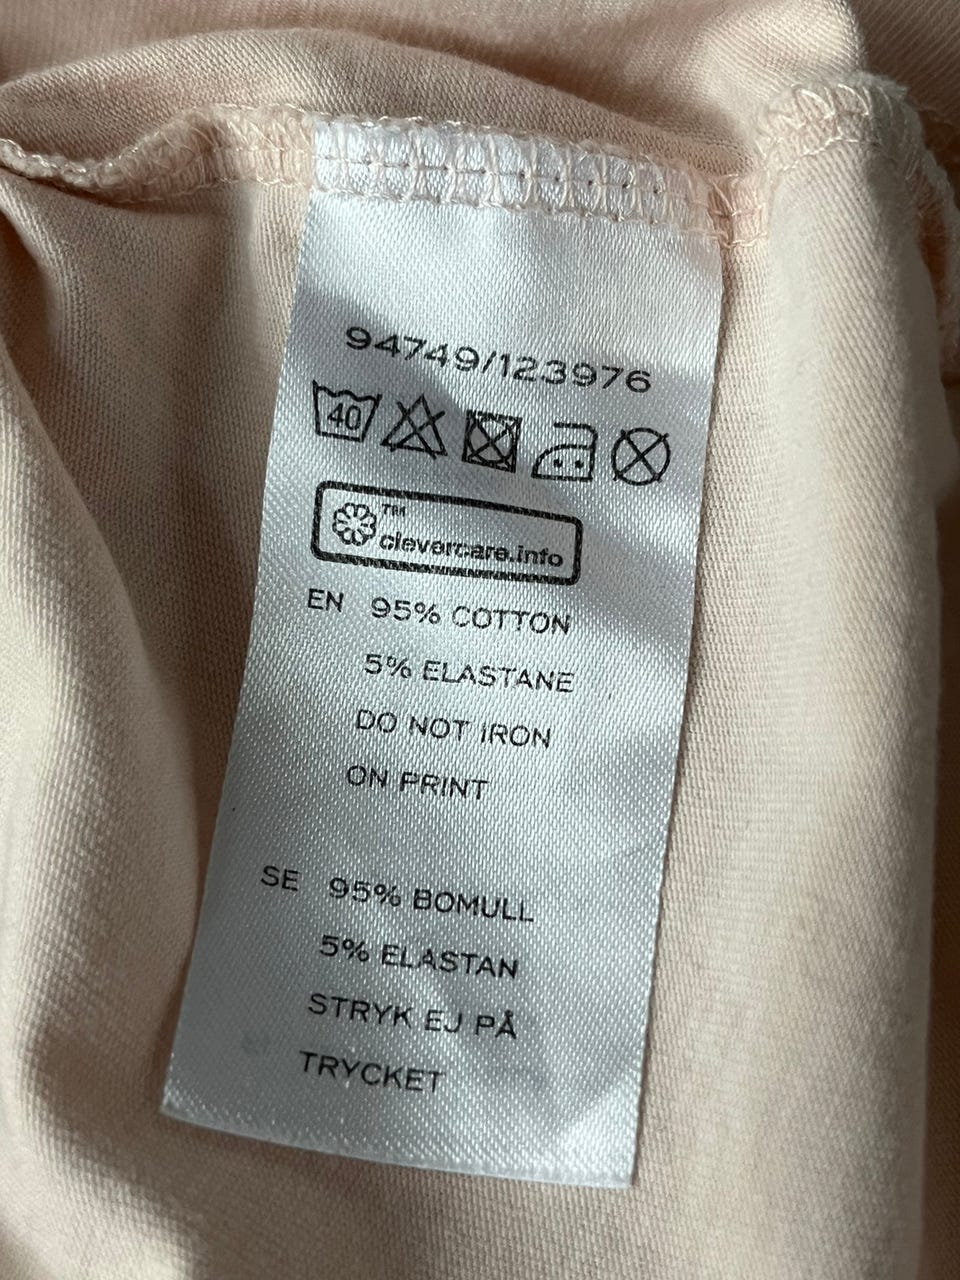 94749/123976
40
TM
clevercare.info
EN 95% COTTON
5% ELASTANE
DO NOT IRON
ON PRINT
SE 95% BOMULL
5% ELASTAN
STRYK EJ PÅ
TRYCKET